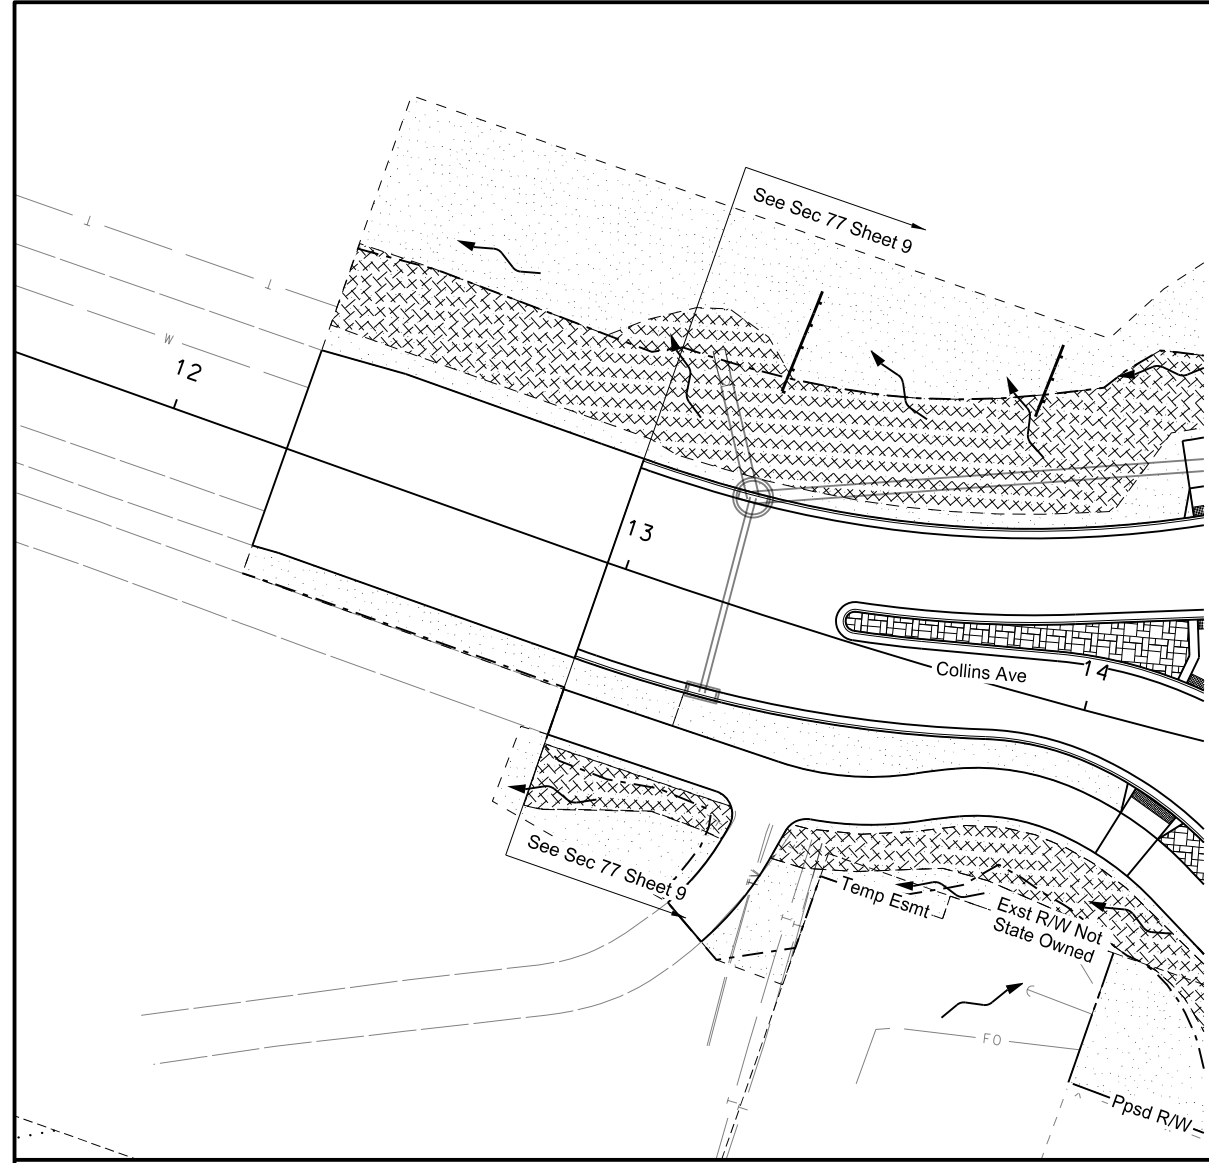 See Sec 77 Sheet 9
T
T
W
12
13
Collins Ave
14
See Sec 77 Sheet 9
Temp Esmt
Exst R/W Not
State Owned
FO
T
T
Ppsd R/W